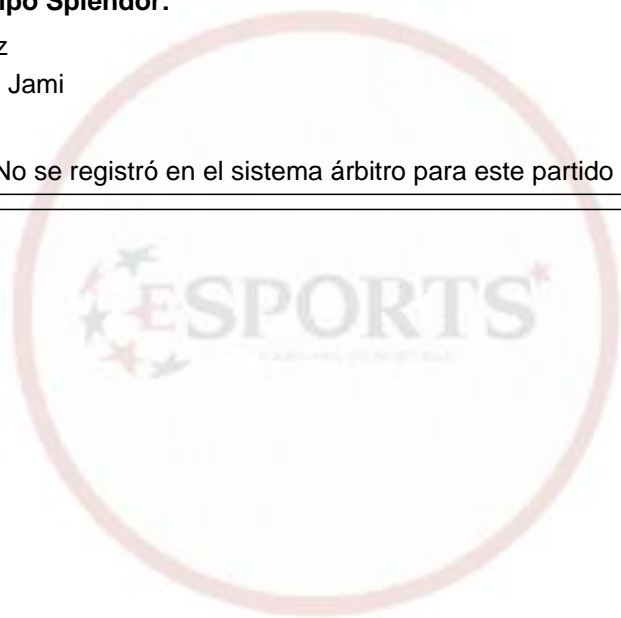 ipo Splendor:
z
Jami
No se registró en el sistema árbitro para este partido
ESPORTS